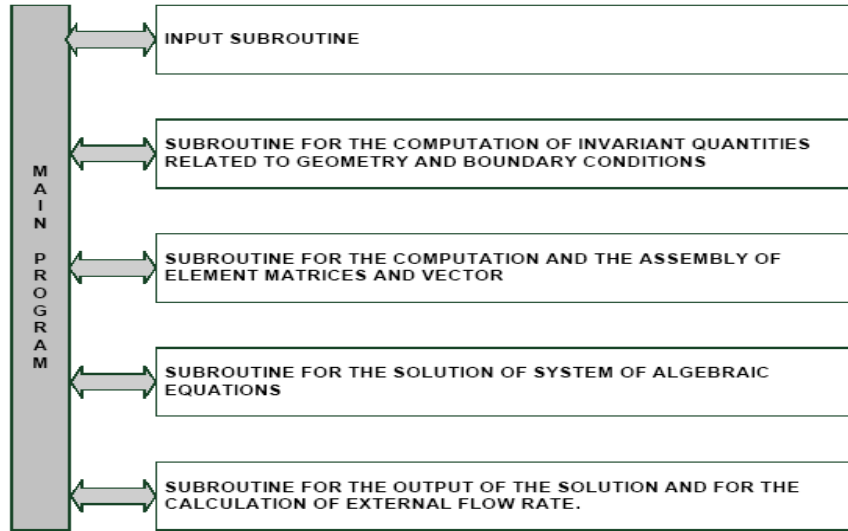 MAIN PROGRAM
INPUT SUBROUTINE
SUBROUTINE FOR THE COMPUTATION OF INVARIANT QUANTITIES
RELATED TO GEOMETRY AND BOUNDARY CONDITIONS
SUBROUTINE FOR THE COMPUTATION AND THE ASSEMBLY OF
ELEMENT MATRICES AND VECTOR
SUBROUTINE FOR THE SOLUTION OF SYSTEM OF ALGEBRAIC
EQUATIONS
SUBROUTINE FOR THE OUTPUT OF THE SOLUTION AND FOR THE
CALCULATION OF EXTERNAL FLOW RATE.